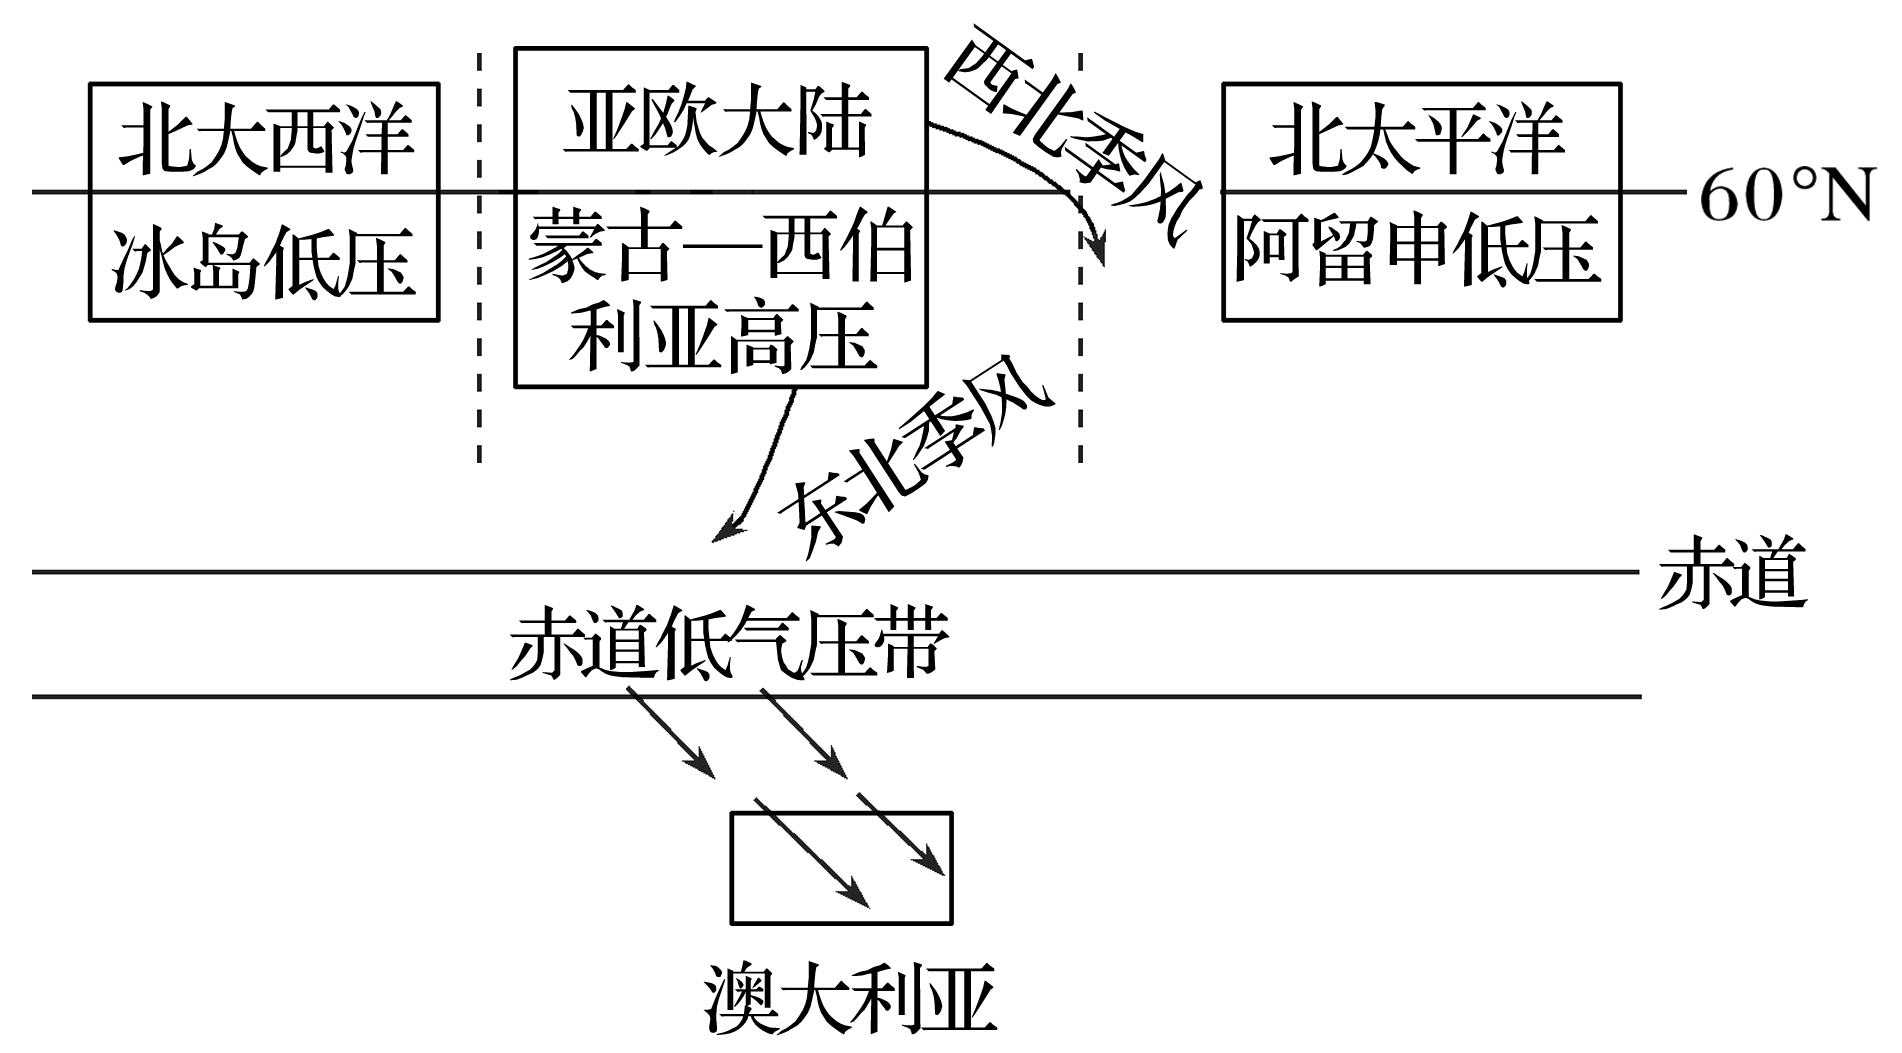 北大西洋
冰岛低压
亚欧大陆
蒙古—西伯
利亚高压
西北季风
北太平洋
阿留申低压
60°N
东北季风
赤道
赤道低气压带
澳大利亚